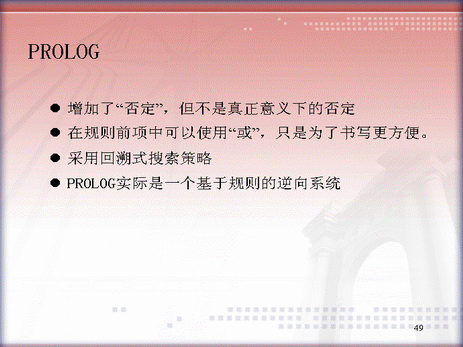 PROLOG
● 增加了“否定”，但不是真正意义下的否定
● 在规则前项中可以使用“或”，只是为了书写更方便。
● 采用回溯式搜索策略
● PROLOG实际是一个基于规则的逆向系统
49